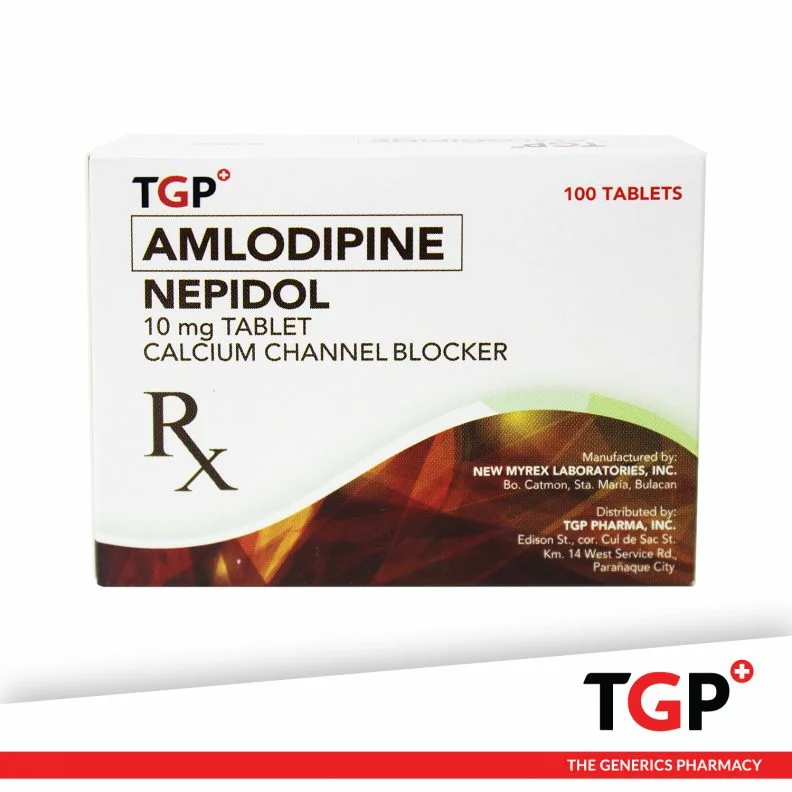 TGP
100 TABLETS
AMLODIPINE
NEPIDOL
10 mg TABLET
CALCIUM CHANNEL BLOCKER
Rx
Manufactured by:
NEW MYREX LABORATORIES, INC.
Bo. Catmon, Sta. Maria, Bulacan
Distributed by:
TGP PHARMA, INC.
Edison St., cor. Cul de Sac St.
Km. 14 West Service Rd.,
Parañaque City
TGP
THE GENERICS PHARMACY